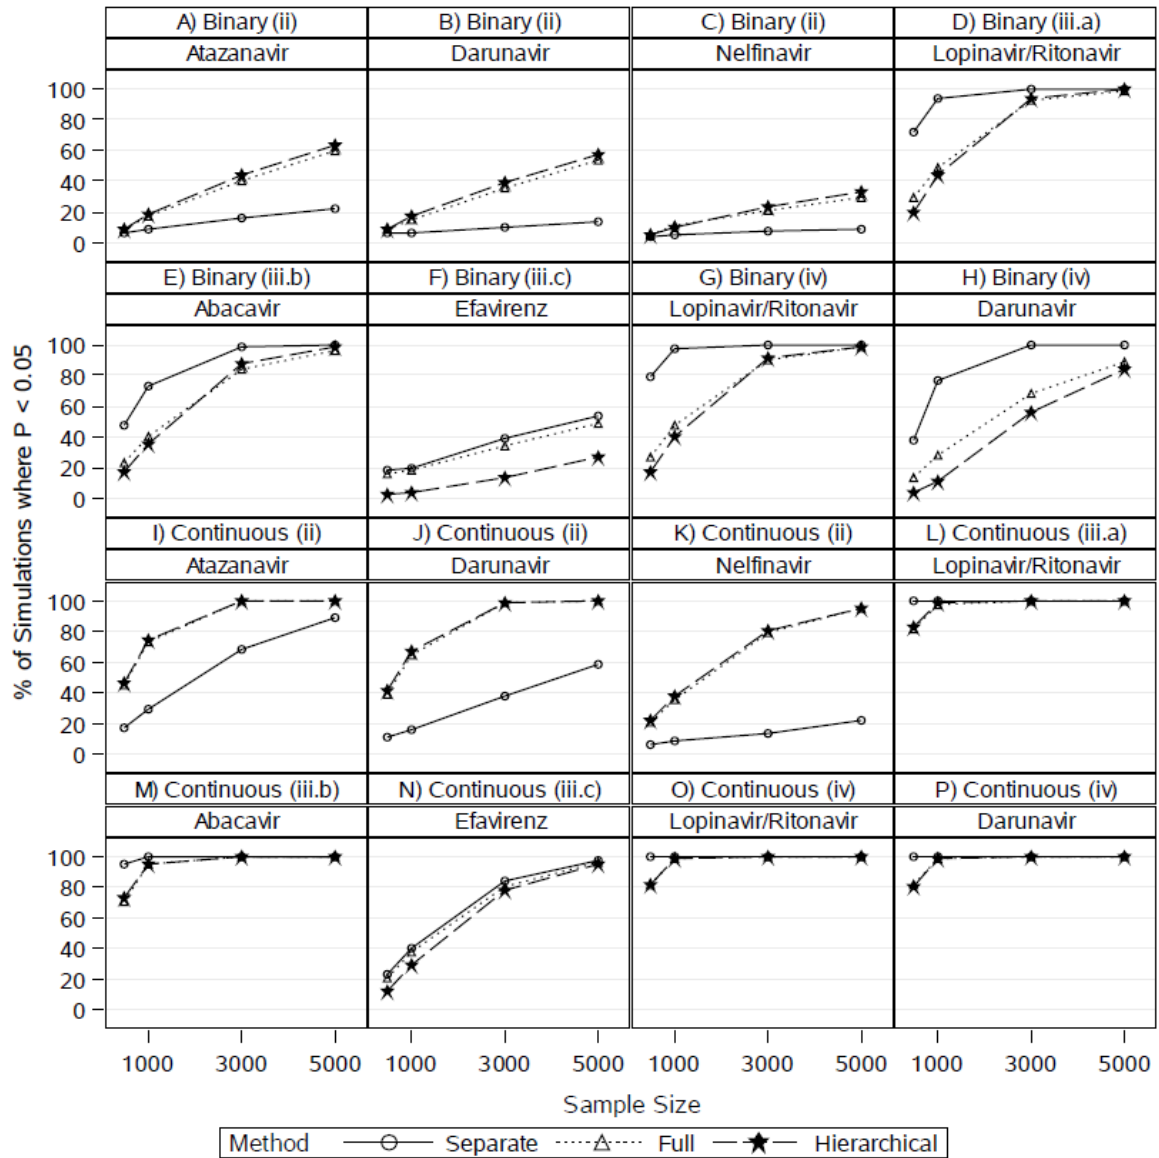 A) Binary (ii) B) Binary (ii) C) Binary (ii) D) Binary (iii.a)
Atazanavir Darunavir Nelfinavir Lopinavir/Ritonavir
100
80
60
40
20
0
E) Binary (iii.b) F) Binary (iii.c) G) Binary (iv) H) Binary (iv)
Abacavir Efavirenz Lopinavir/Ritonavir Darunavir
100
80
60
40
20
0
% of Simulations where P < 0.05
I) Continuous (ii) J) Continuous (ii) K) Continuous (ii) L) Continuous (iii.a)
Atazanavir Darunavir Nelfinavir Lopinavir/Ritonavir
100
80
60
40
20
0
M) Continuous (iii.b) N) Continuous (iii.c) O) Continuous (iv) P) Continuous (iv)
Abacavir Efavirenz Lopinavir/Ritonavir Darunavir
100
80
60
40
20
0
1000 3000 5000 1000 3000 5000 1000 3000 5000 1000 3000 5000
Sample Size
Method Separate Full Hierarchical